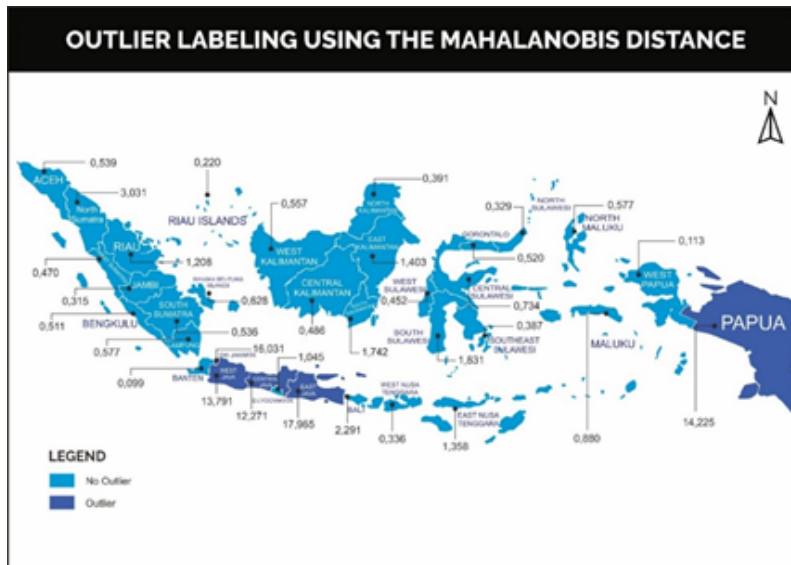 OUTLIER LABELING USING THE MAHALANOBIS DISTANCE
N
0,539
0,220
0,391
ACEH
3,031
0,557
NORTH
KALIMANTAN
0,329
NORTH
SULAWESI
0,577
North
Sumatra
RIAU ISLANDS
NORTH
MALUKU
GORONTALO
0,113
RIAU
WEST
KALIMANTAN
EAST
KALIMANTAN
0,520
0,470
1,208
1,403
WEST
PAPUA
JAMBI
CENTRAL
KALIMANTAN
WEST
SULAWESI
CENTRAL
SULAWESI
0,315
0,628
0,452
0,734
SOUTH
SUMATRA
0,511
BENGKULU
0,486
0,387
PAPUA
0,577
LAMPUNG
0,536
SOUTH
SULAWESI
SOUTHEAST
SULAWESI
MALUKU
16,031
1,045
1,742
1,831
0,099
BANTEN
WEST
JAVA
EAST
JAVA
WEST NUSA
TENGGARA
13,791
12,271
17,965
BALI
2,291
0,336
EAST NUSA
TENGGARA
1,358
0,880
14,225
LEGEND
No Outlier
Outlier